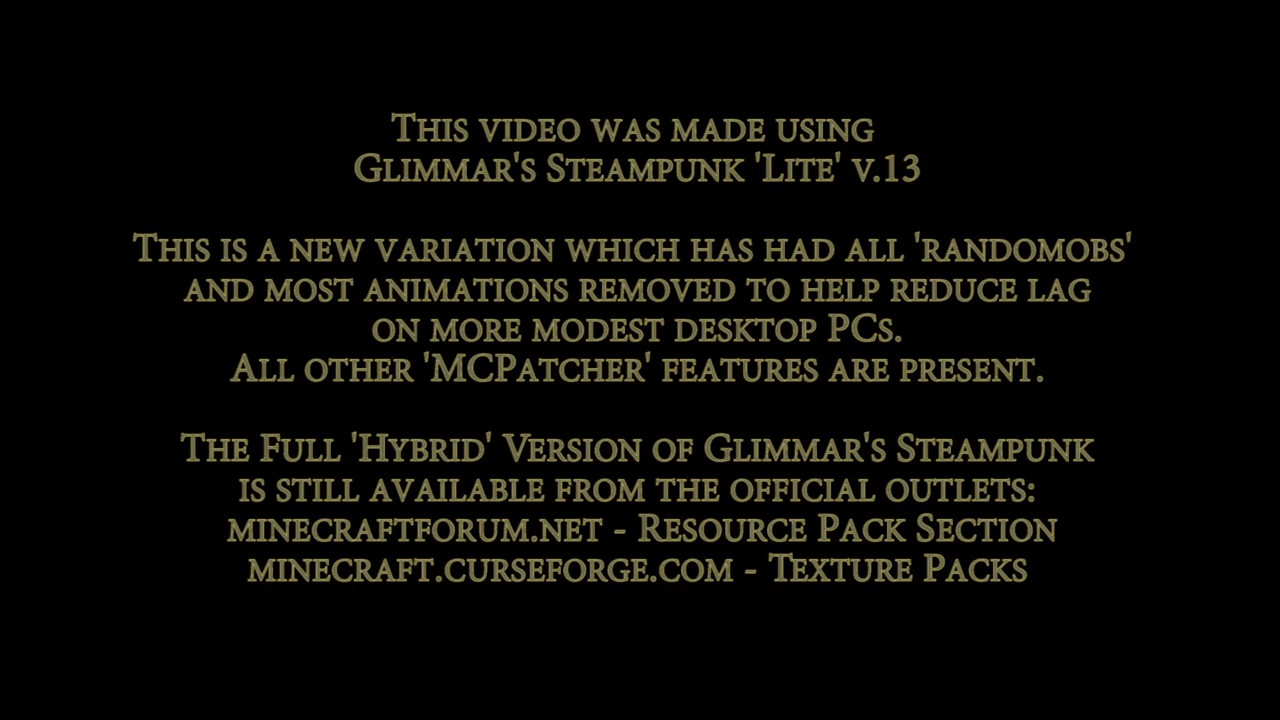 This video was made using
Glimmar's Steampunk 'Lite' v.13
This is a new variation which has had all 'randomobs'
and most animations removed to help reduce lag
on more modest desktop PCs.
All other 'MCPatcher' features are present.
The Full 'Hybrid' Version of Glimmar's Steampunk
is still available from the official outlets:
minecraftforum.net - Resource Pack Section
minecraft.curseforge.com - Texture Packs